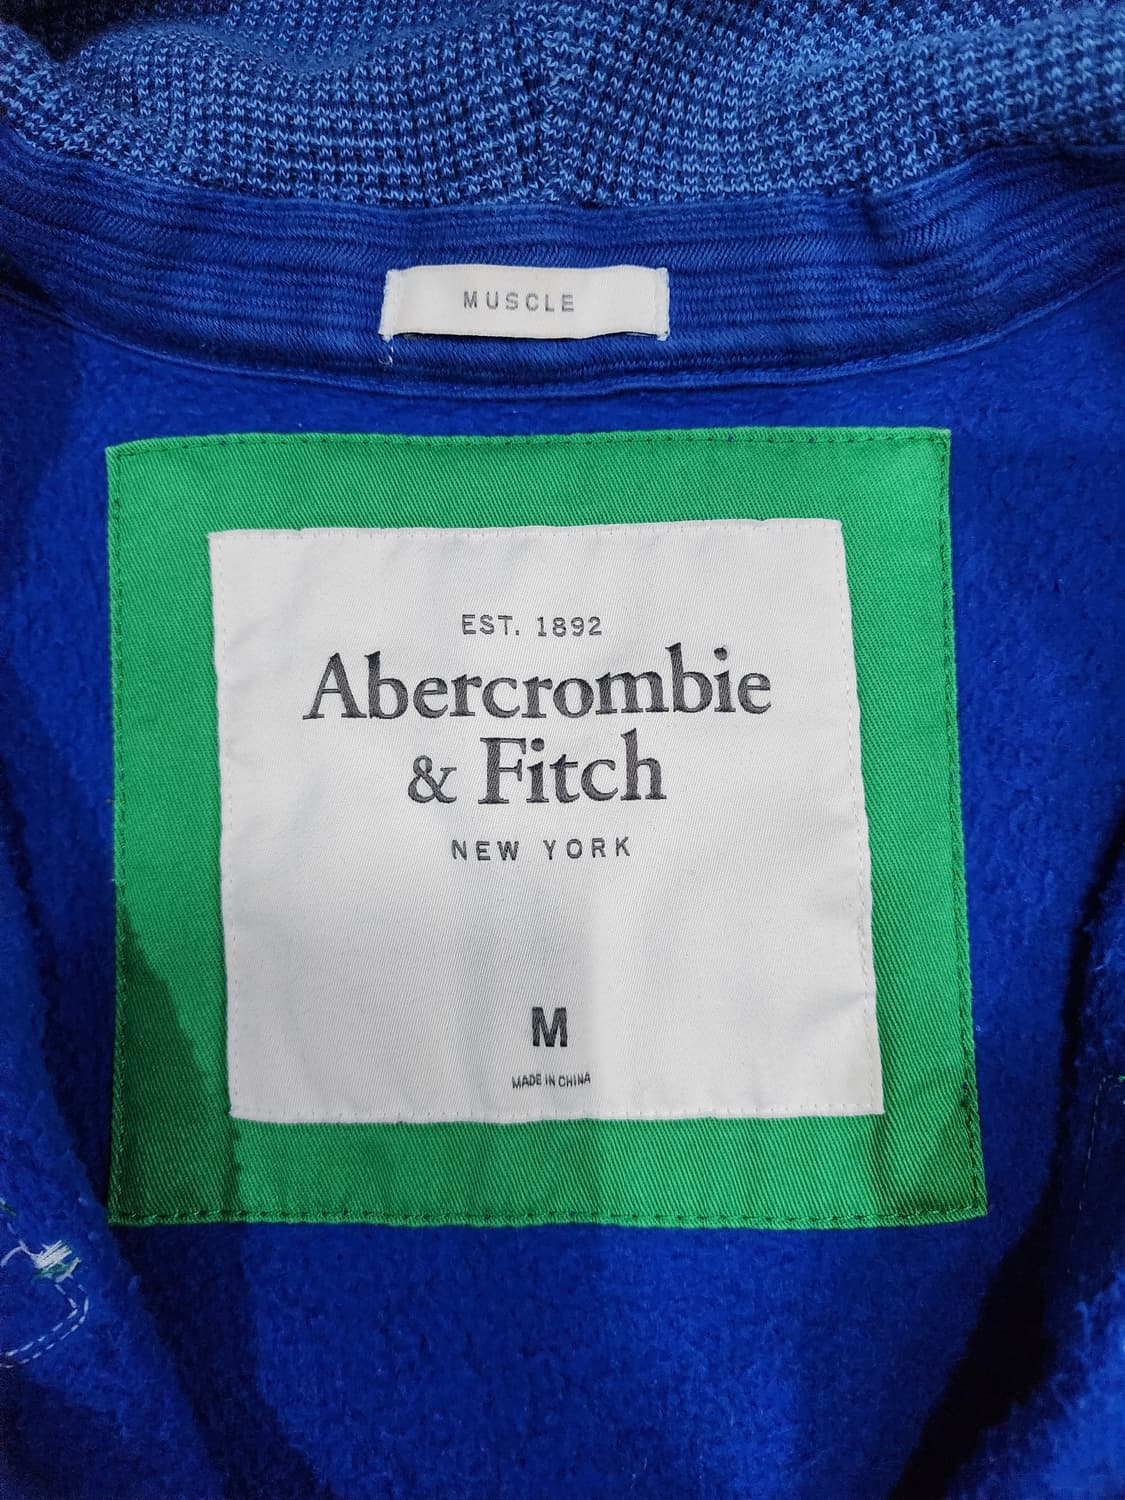 MUSCLE
EST. 1892
Abercrombie
& Fitch
NEW YORK
M
MADE IN CHINA